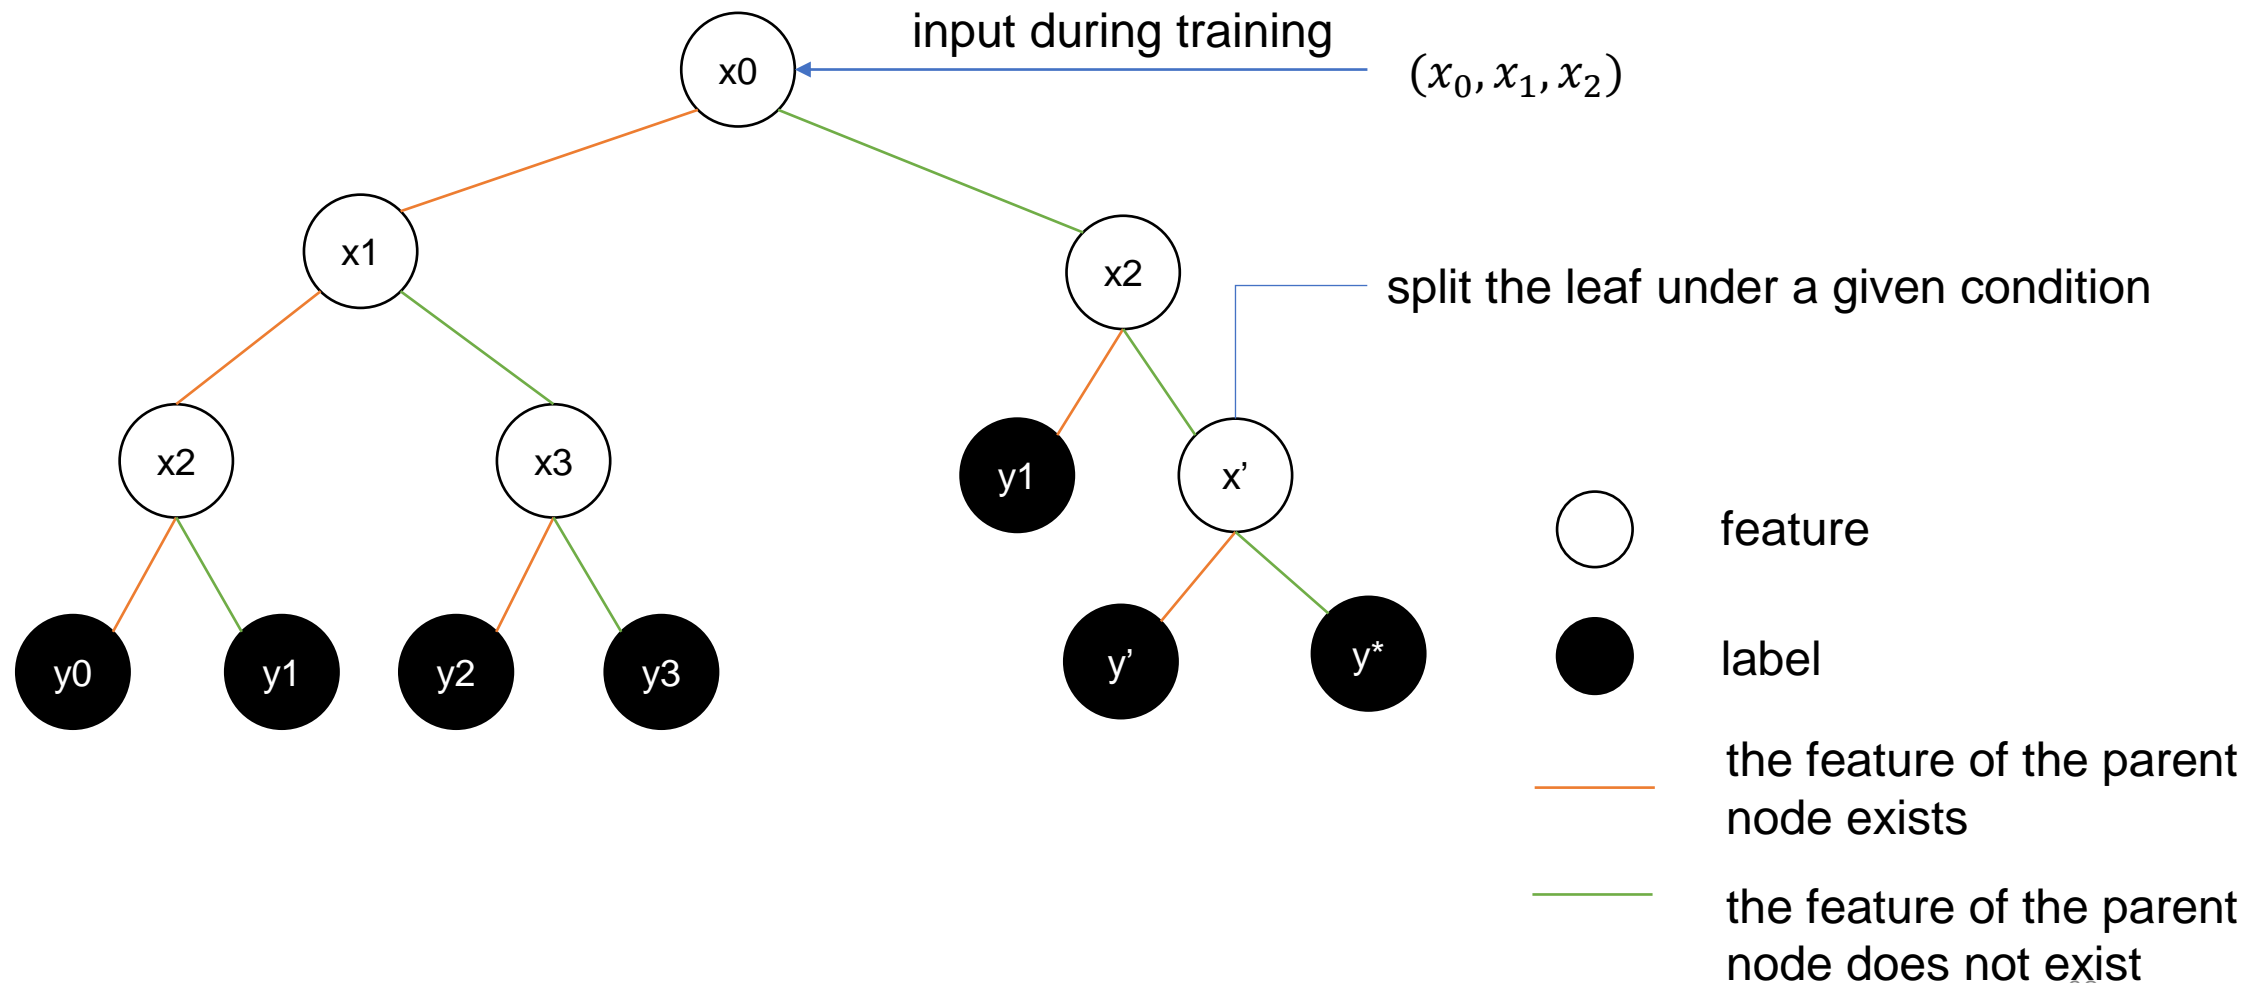 input during training
x0
(x₀, x₁, x₂)
x1
x2
split the leaf under a given condition
x2
x3
y1
x’
feature
y0
y1
y2
y3
y’
y*
label
the feature of the parent
node exists
the feature of the parent
node does not exist